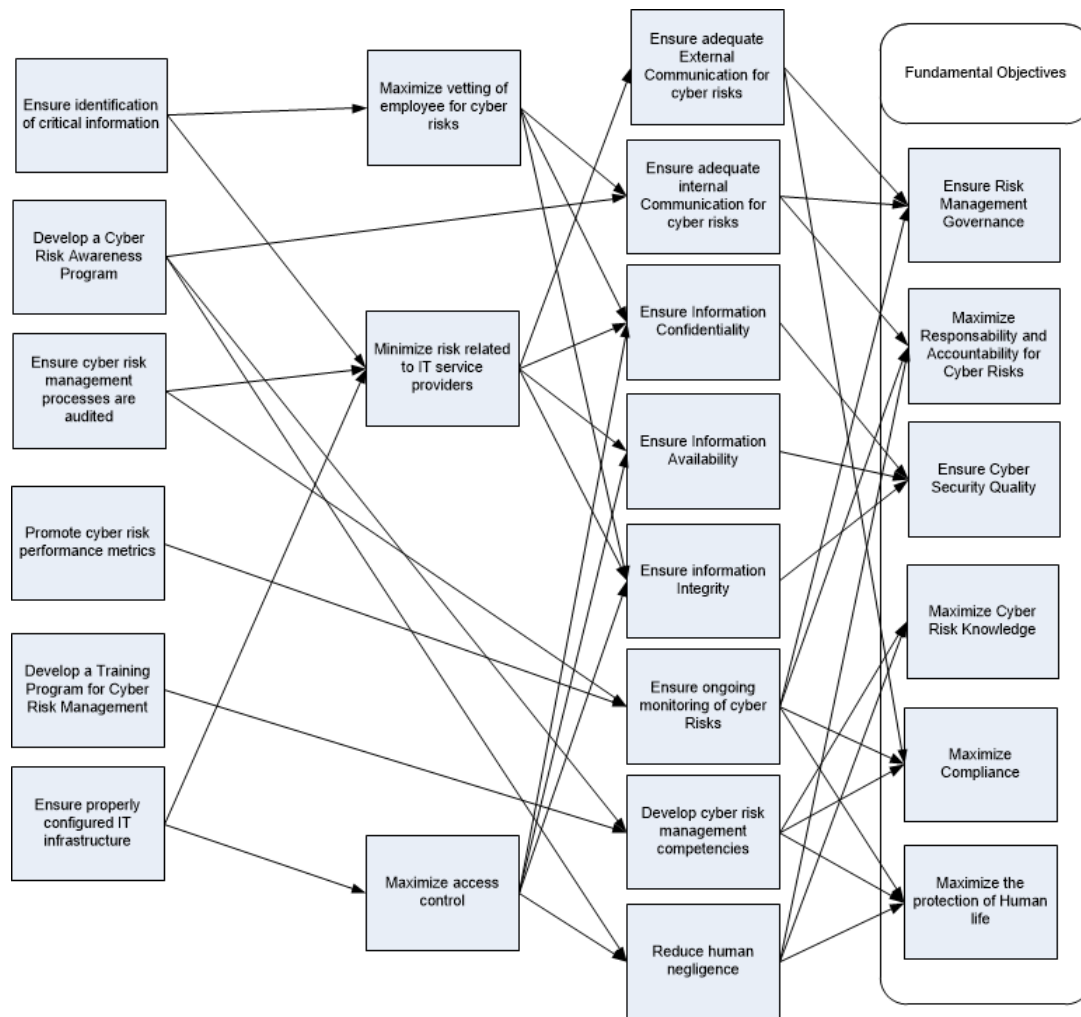 Ensure identification
of critical information
Develop a Cyber
Risk Awareness
Program
Ensure cyber risk
management
processes are
audited
Promote cyber risk
performance metrics
Develop a Training
Program for Cyber
Risk Management
Ensure properly
configured IT
infrastructure
Maximize vetting of
employee for cyber
risks
Minimize risk related
to IT service
providers
Maximize access
control
Ensure adequate
External
Communication for
cyber risks
Ensure adequate
internal
Communication for
cyber risks
Ensure Information
Confidentiality
Ensure Information
Availability
Ensure information
Integrity
Ensure ongoing
monitoring of cyber
Risks
Develop cyber risk
management
competencies
Reduce human
negligence
Fundamental Objectives
Ensure Risk
Management
Governance
Maximize
Responsability and
Accountability for
Cyber Risks
Ensure Cyber
Security Quality
Maximize Cyber
Risk Knowledge
Maximize
Compliance
Maximize the
protection of Human
life